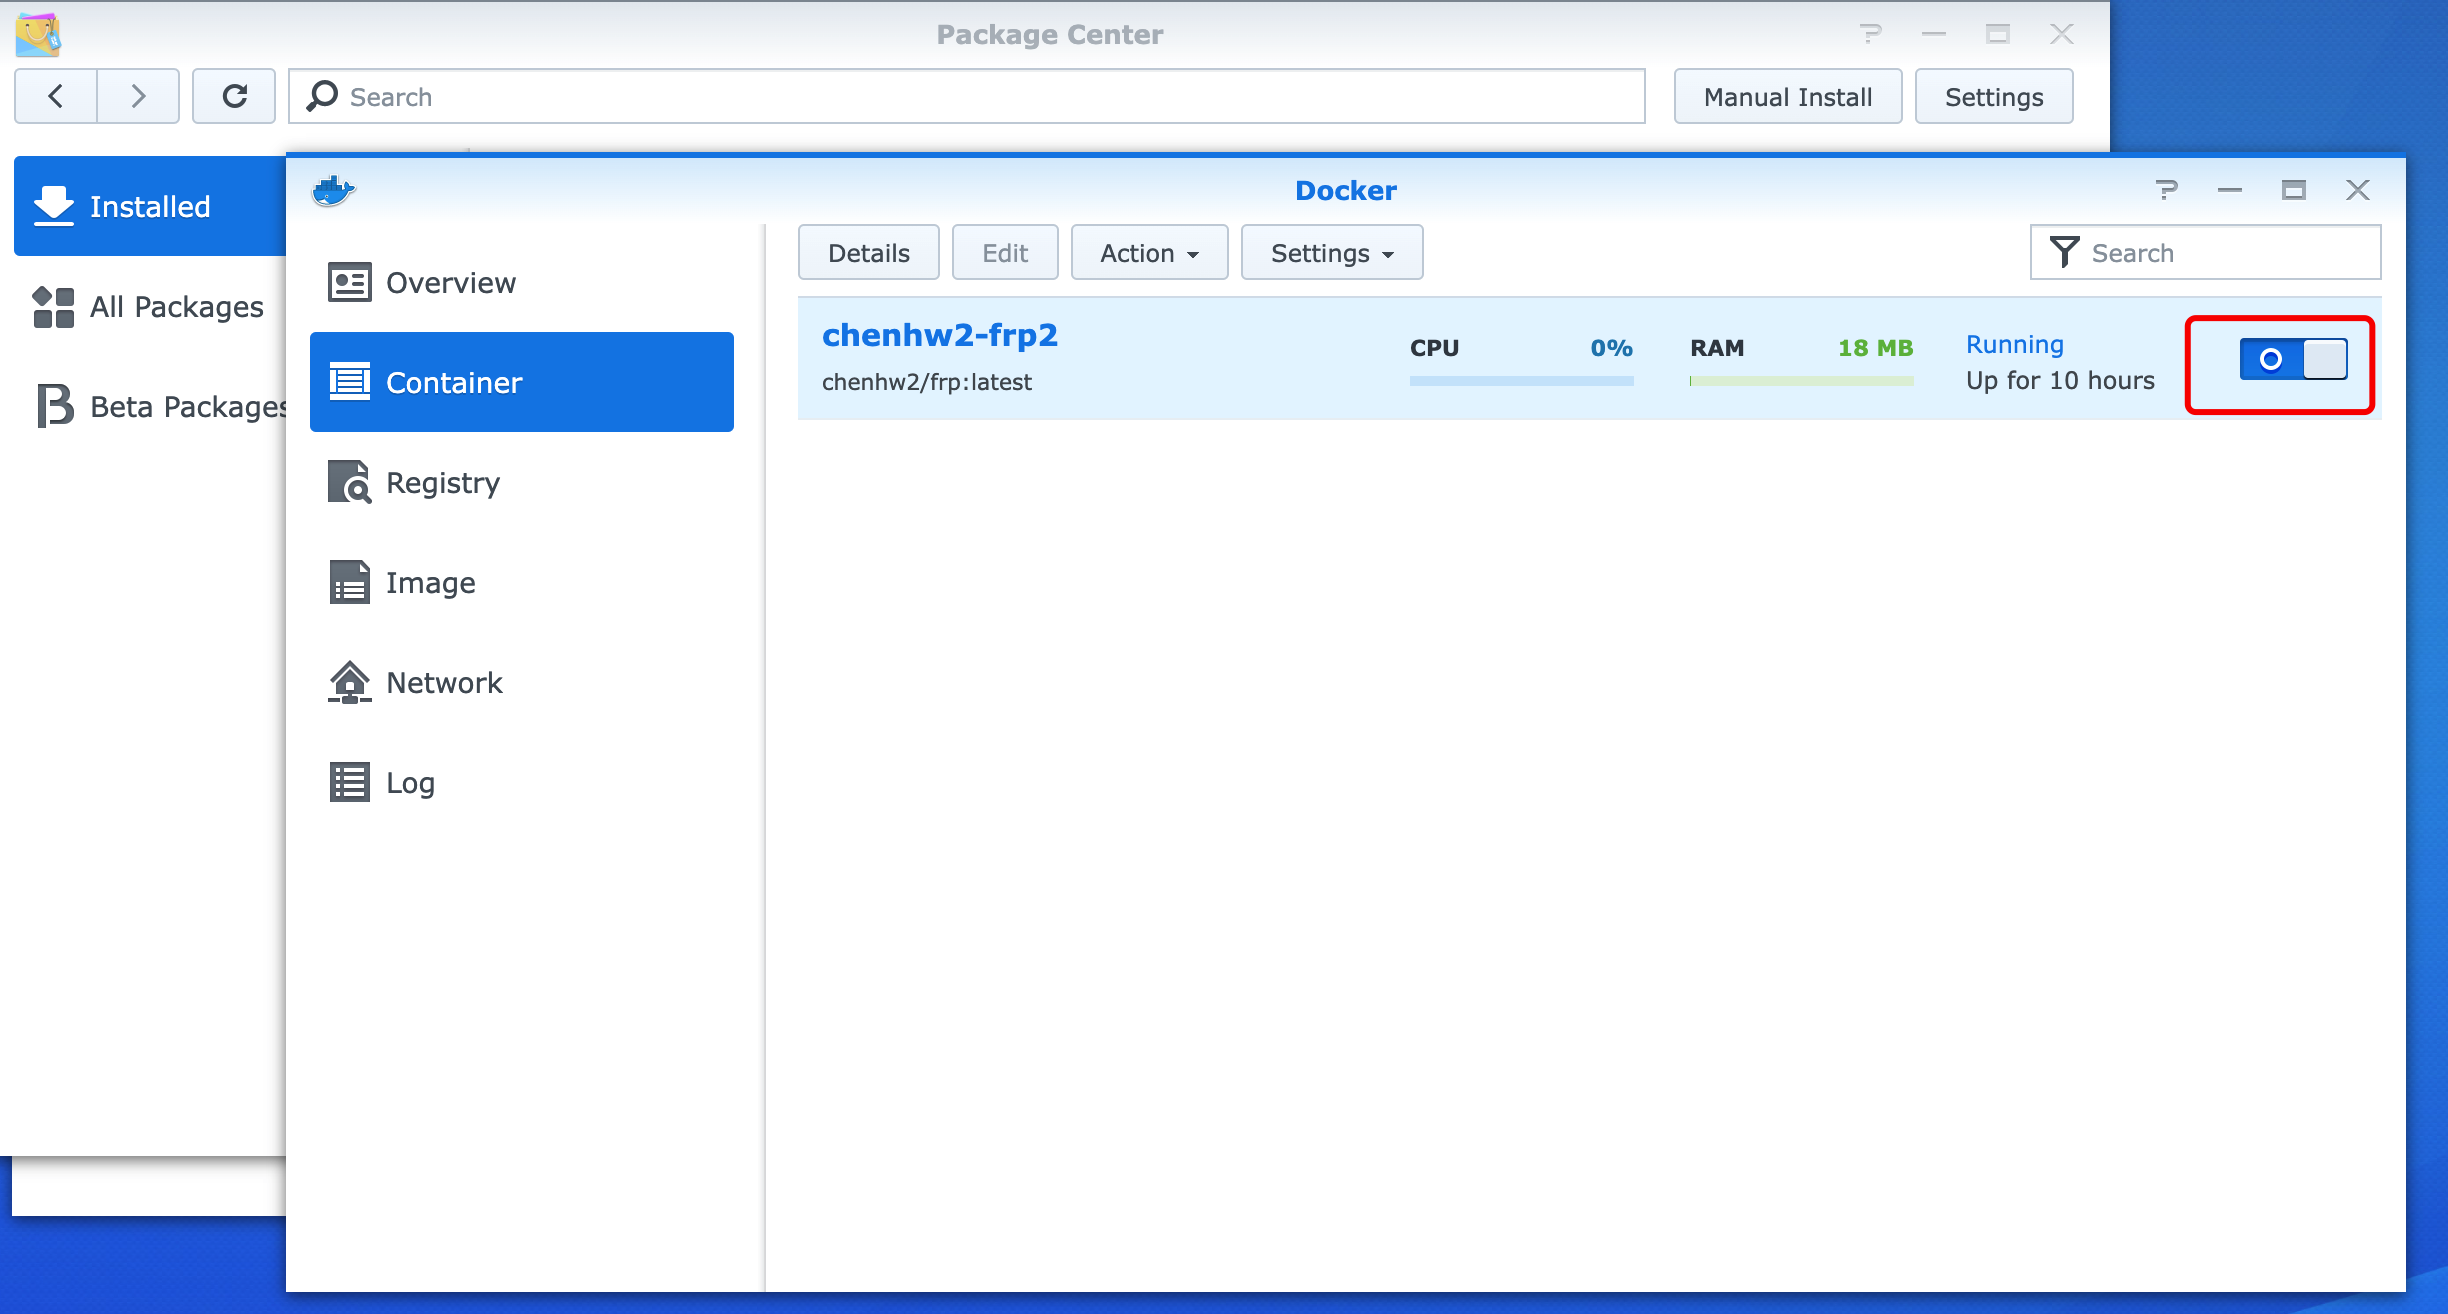 Package Center
Search
Manual Install
Settings
Installed
All Packages
Beta Packages
Docker
Overview
Container
Registry
Image
Network
Log
Details
Edit
Action
Settings
Search
chenhw2-frp2
chenhw2/frp:latest
CPU 0%
RAM 18 MB
Running
Up for 10 hours